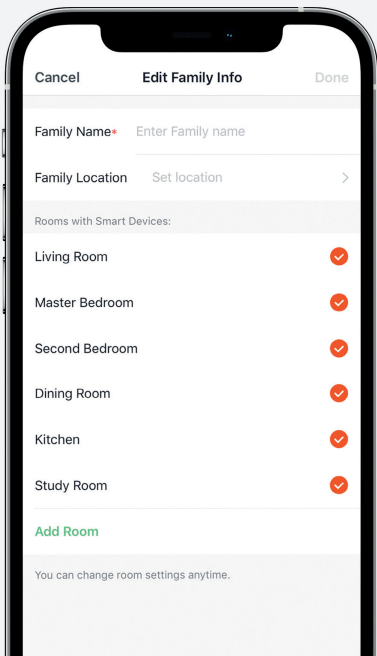 Cancel Edit Family Info Done
Family Name* Enter Family name
Family Location Set location
Rooms with Smart Devices:
Living Room
Master Bedroom
Second Bedroom
Dining Room
Kitchen
Study Room
Add Room
You can change room settings anytime.